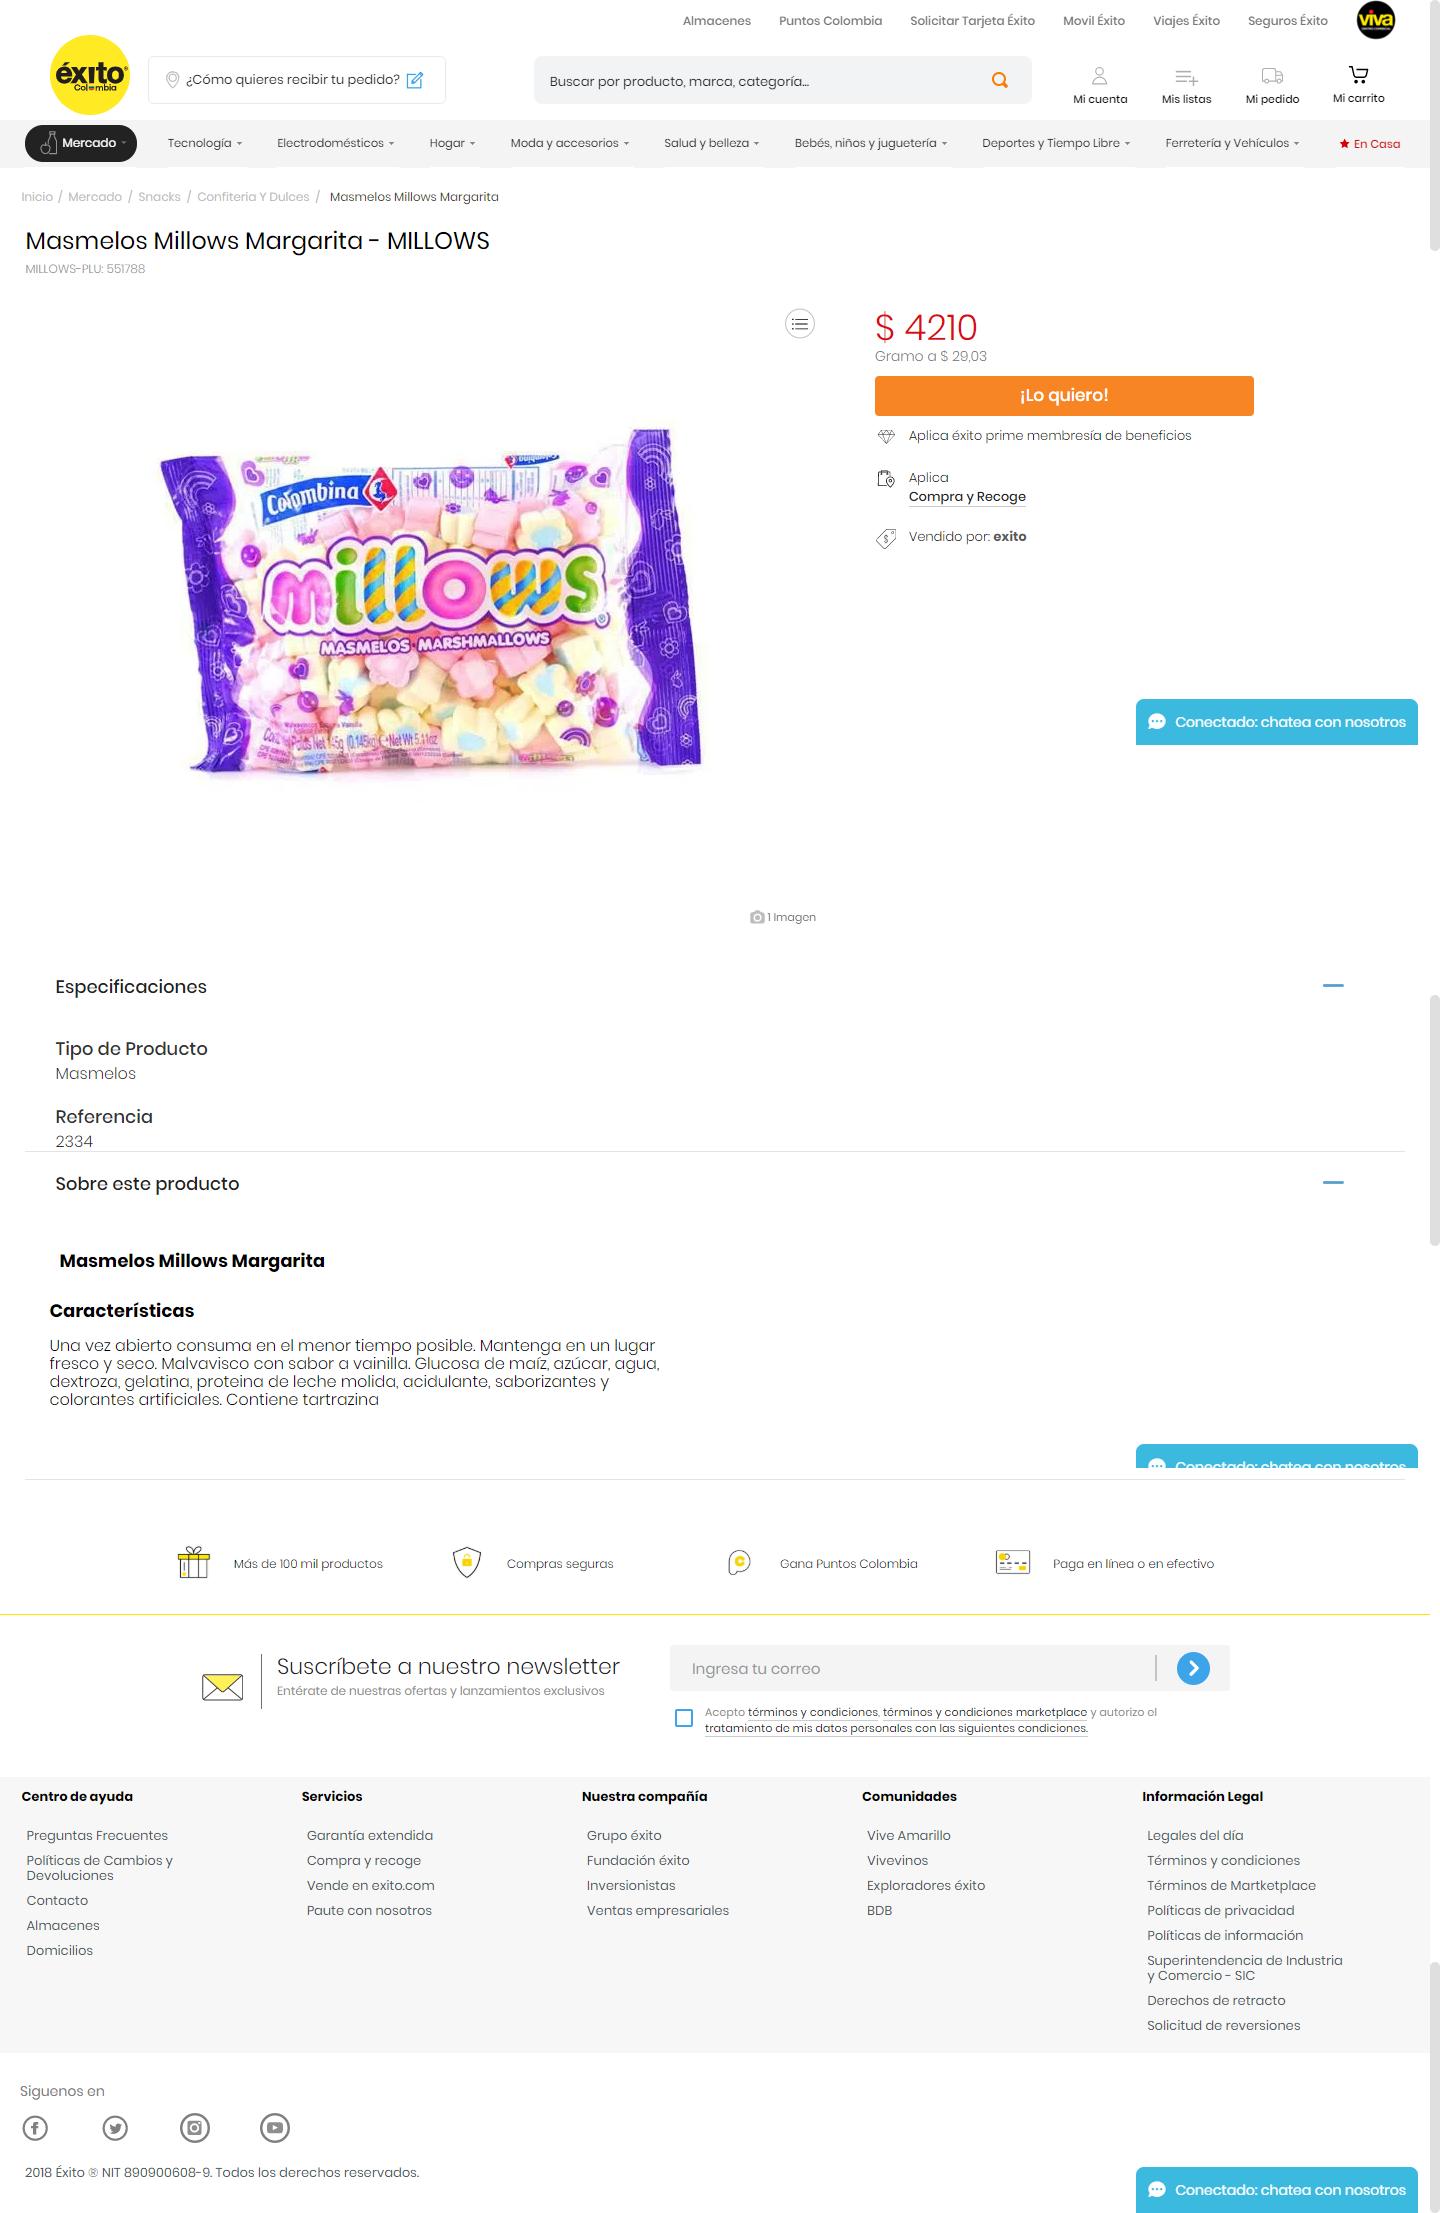 Almacenes Puntos Colombia Solicitar Tarjeta Éxito Movil Éxito Viajes Éxito Seguros Éxito viva
éxito
Colombia
¿Cómo quieres recibir tu pedido?
Buscar por producto, marca, categoría...
Mi cuenta Mis listas Mi pedido Mi carrito
Mercado Tecnología Electrodomésticos Hogar Moda y accesorios Salud y belleza Bebés, niños y juguetería Deportes y Tiempo Libre Ferretería y Vehículos En Casa
Inicio / Mercado / Snacks / Confiteria Y Dulces / Masmelos Millows Margarita
Masmelos Millows Margarita - MILLOWS
MILLOWS-PLU: 551788
$ 4210
Gramo a $ 29,03
¡Lo quiero!
Aplica éxito prime membresía de beneficios
Aplica
Compra y Recoge
Vendido por: exito
Colombina
millows
MASMELOS · MARSHMALLOWS
Net Wt 5.11oz
Conectado: chatea con nosotros
1 Imagen
Especificaciones
Tipo de Producto
Masmelos
Referencia
2334
Sobre este producto
Masmelos Millows Margarita
Características
Una vez abierto consuma en el menor tiempo posible. Mantenga en un lugar
fresco y seco. Malvavisco con sabor a vainilla. Glucosa de maíz, azúcar, agua,
dextroza, gelatina, proteina de leche molida, acidulante, saborizantes y
colorantes artificiales. Contiene tartrazina
Conectado: chatea con nosotros
Más de 100 mil productos Compras seguras Gana Puntos Colombia Paga en línea o en efectivo
Suscríbete a nuestro newsletter
Entérate de nuestras ofertas y lanzamientos exclusivos
Ingresa tu correo
Acepto términos y condiciones, términos y condiciones marketplace y autorizo el
tratamiento de mis datos personales con las siguientes condiciones.
Centro de ayuda
Preguntas Frecuentes
Políticas de Cambios y
Devoluciones
Contacto
Almacenes
Domicilios
Servicios
Garantía extendida
Compra y recoge
Vende en exito.com
Paute con nosotros
Nuestra compañía
Grupo éxito
Fundación éxito
Inversionistas
Ventas empresariales
Comunidades
Vive Amarillo
Vivevinos
Exploradores éxito
BDB
Información Legal
Legales del día
Términos y condiciones
Términos de Martketplace
Políticas de privacidad
Políticas de información
Superintendencia de Industria
y Comercio - SIC
Derechos de retracto
Solicitud de reversiones
Siguenos en
2018 Éxito ® NIT 890900608-9. Todos los derechos reservados.
Conectado: chatea con nosotros